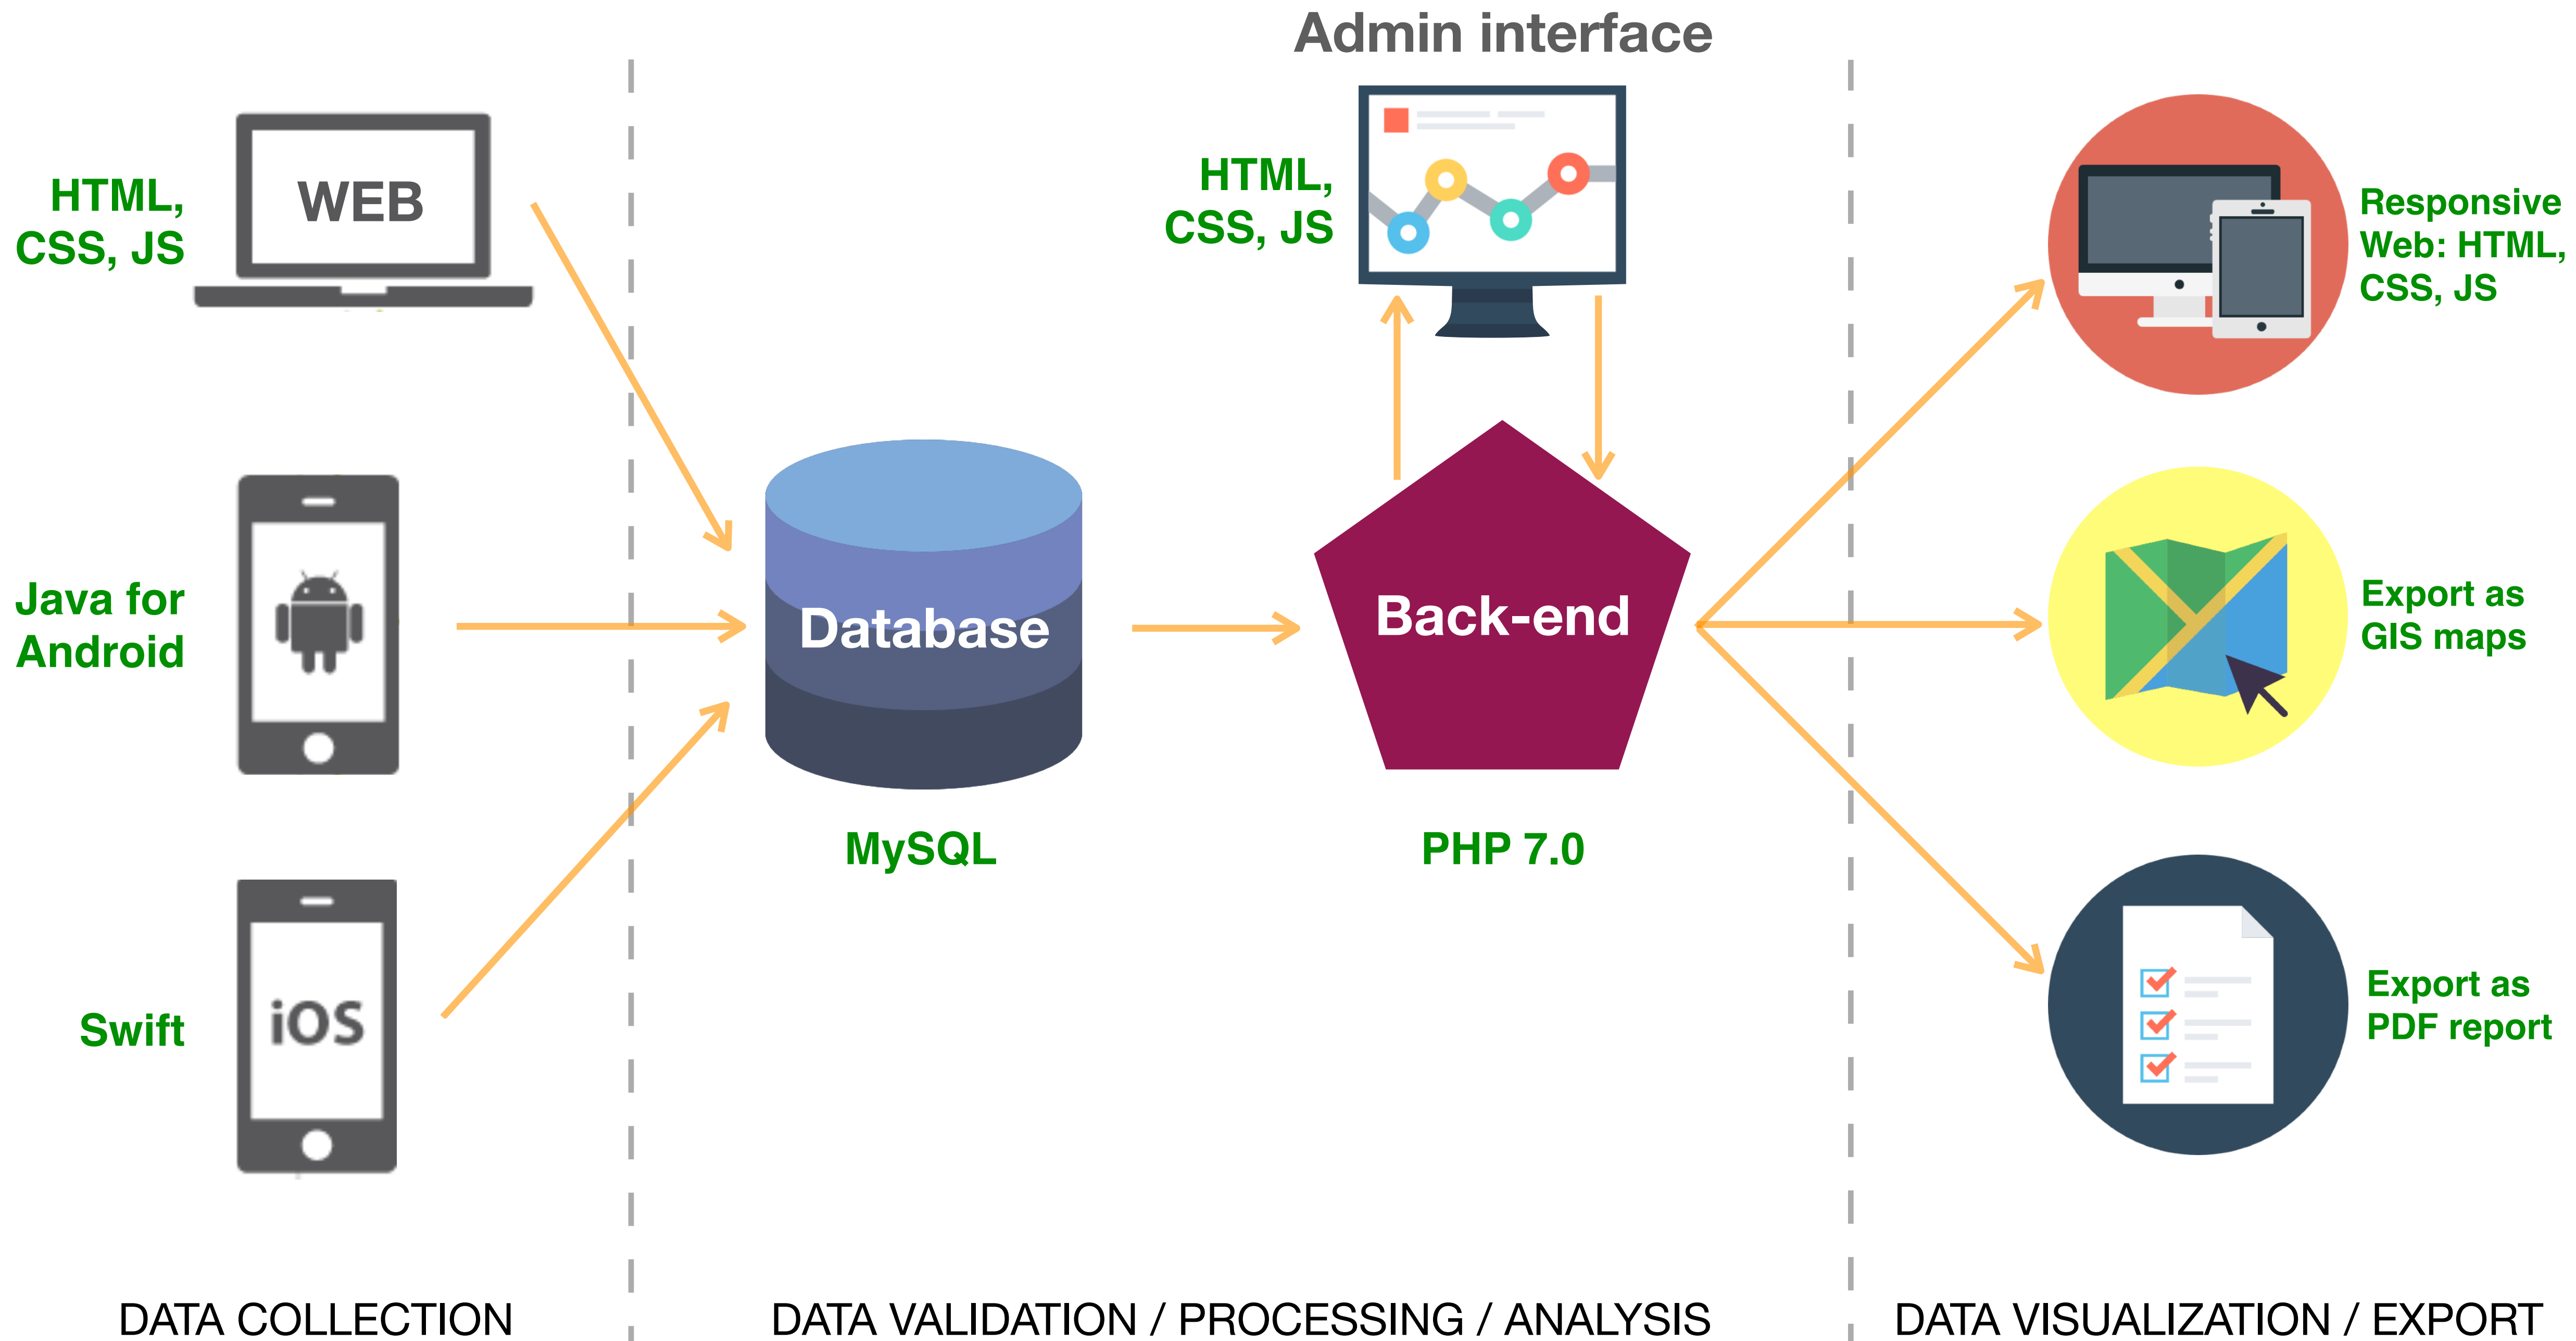 Admin interface
HTML,
CSS, JS
WEB
HTML,
CSS, JS
Responsive
Web: HTML,
CSS, JS
Java for
Android
Database
MySQL
Back-end
PHP 7.0
Export as
GIS maps
Swift
iOS
Export as
PDF report
DATA COLLECTION
DATA VALIDATION / PROCESSING / ANALYSIS
DATA VISUALIZATION / EXPORT